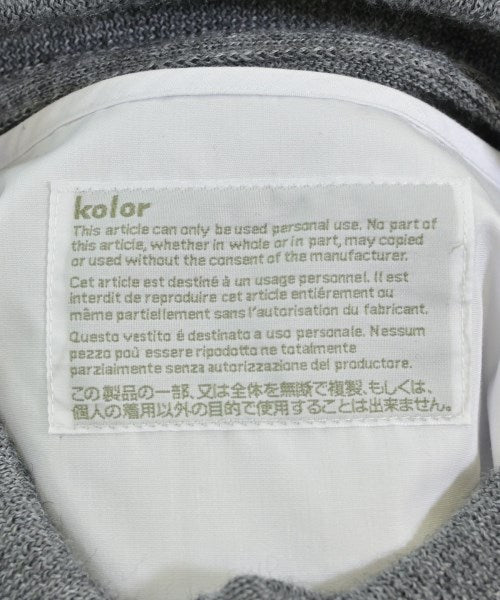 kolor
This article can only be used personal use. No part of
this article, whether in whole or in part, may copied
or used without the consent of the manufacturer.
Cet article est destiné à un usage personnel. Il est
interdit de reproduire cet article entiérement ou
même partiellement sans l'autorisation du fabricant.
Questo vestito é destinato a uso personale. Nessum
pezzo poù essere ripodotto ne totalmente
parzialmente senza autorizzazione del productore.
この製品の一部、又は全体を無断で複製、もしくは、
個人の着用以外の目的で使用することは出来ません。